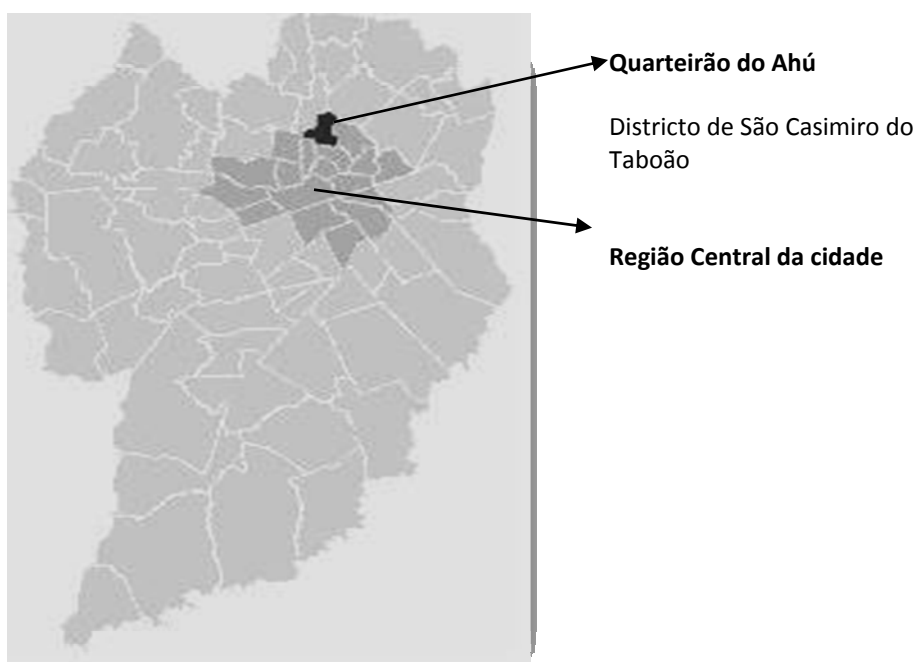 Quarteirão do Ahú
Districto de São Casimiro do
Taboão
Região Central da cidade